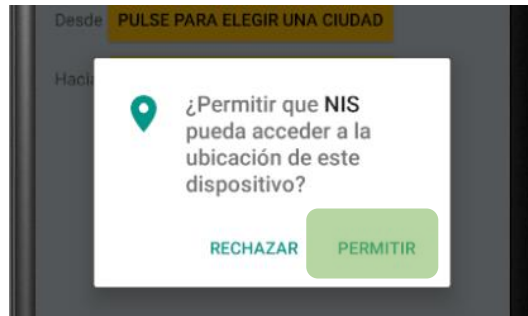 Desde PULSE PARA ELEGIR UNA CIUDAD
Hacia
¿Permitir que NIS
pueda acceder a la
ubicación de este
dispositivo?
RECHAZAR PERMITIR